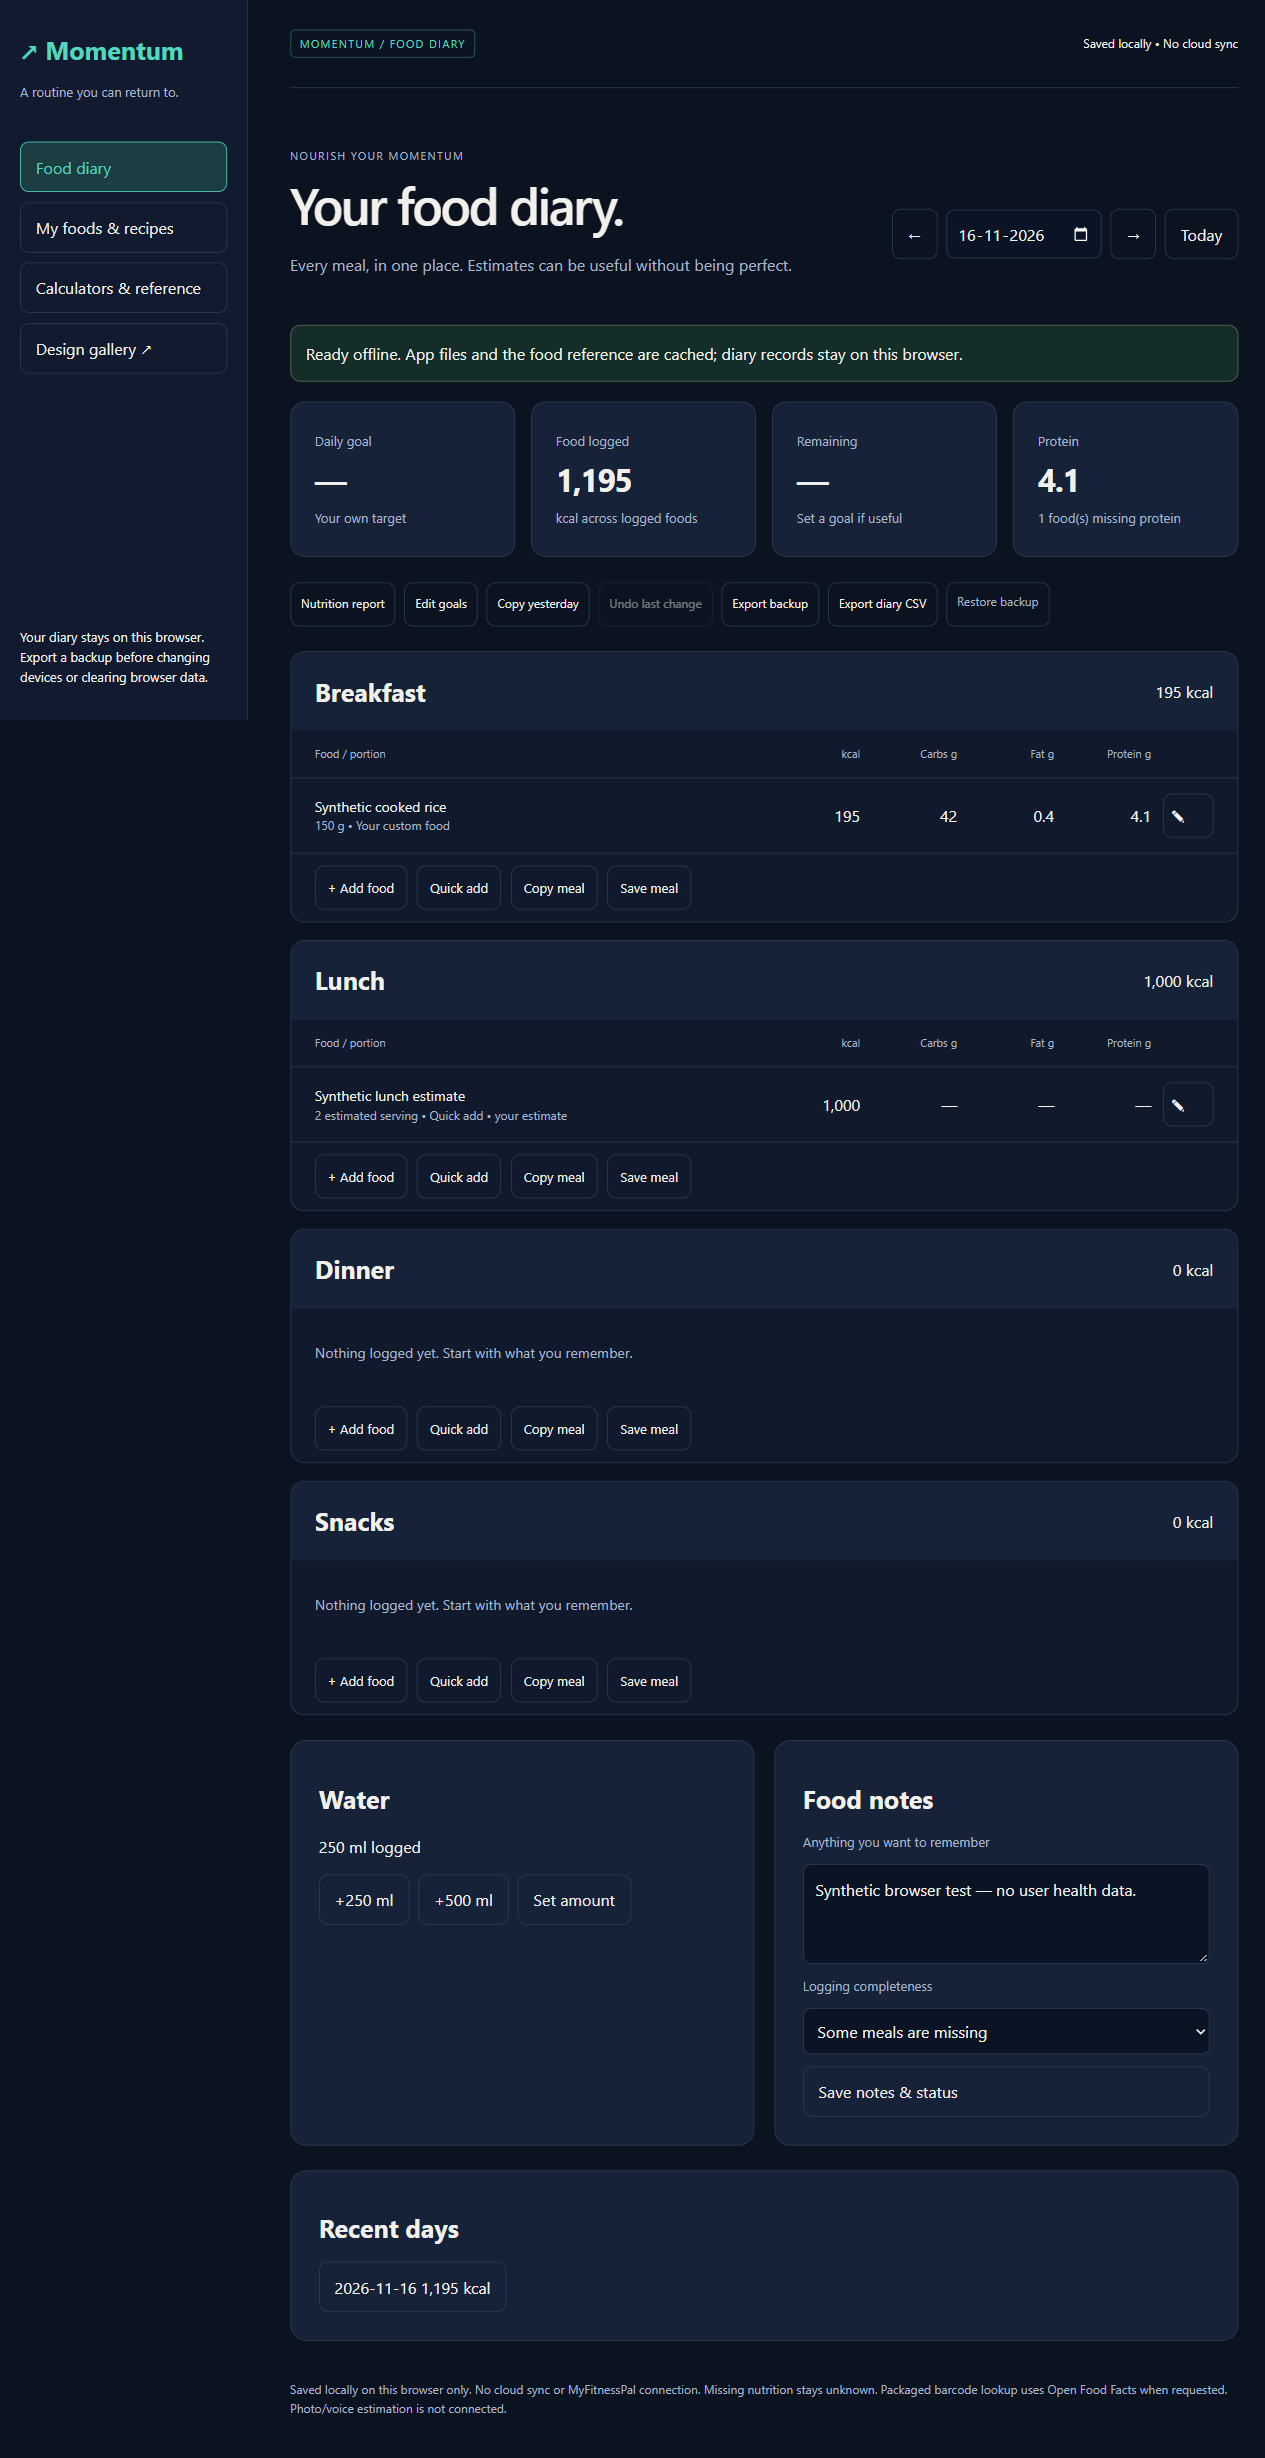 ↗ Momentum
A routine you can return to.
Food diary
My foods & recipes
Calculators & reference
Design gallery ↗
Your diary stays on this browser.
Export a backup before changing
devices or clearing browser data.
MOMENTUM / FOOD DIARY
Saved locally • No cloud sync
NOURISH YOUR MOMENTUM
Your food diary.
Every meal, in one place. Estimates can be useful without being perfect.
← 16-11-2026 → Today
Ready offline. App files and the food reference are cached; diary records stay on this browser.
Daily goal
—
Your own target
Food logged
1,195
kcal across logged foods
Remaining
—
Set a goal if useful
Protein
4.1
1 food(s) missing protein
Nutrition report Edit goals Copy yesterday Undo last change Export backup Export diary CSV Restore backup
Breakfast 195 kcal
Food / portion kcal Carbs g Fat g Protein g
Synthetic cooked rice 195 42 0.4 4.1
150 g • Your custom food
+ Add food Quick add Copy meal Save meal
Lunch 1,000 kcal
Food / portion kcal Carbs g Fat g Protein g
Synthetic lunch estimate 1,000 — — —
2 estimated serving • Quick add • your estimate
+ Add food Quick add Copy meal Save meal
Dinner 0 kcal
Nothing logged yet. Start with what you remember.
+ Add food Quick add Copy meal Save meal
Snacks 0 kcal
Nothing logged yet. Start with what you remember.
+ Add food Quick add Copy meal Save meal
Water
250 ml logged
+250 ml +500 ml Set amount
Food notes
Anything you want to remember
Synthetic browser test — no user health data.
Logging completeness
Some meals are missing
Save notes & status
Recent days
2026-11-16 1,195 kcal
Saved locally on this browser only. No cloud sync or MyFitnessPal connection. Missing nutrition stays unknown. Packaged barcode lookup uses Open Food Facts when requested.
Photo/voice estimation is not connected.